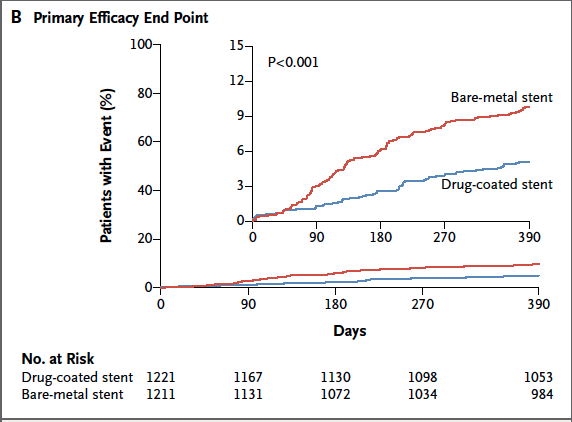 B Primary Efficacy End Point
Patients with Event (%)
100
80
60
40
20
0
15
12
9
6
3
0
P<0.001
Bare-metal stent
Drug-coated stent
0 90 180 270 390
0 90 180 270 390
Days
No. at Risk
Drug-coated stent 1221 1167 1130 1098 1053
Bare-metal stent 1211 1131 1072 1034 984